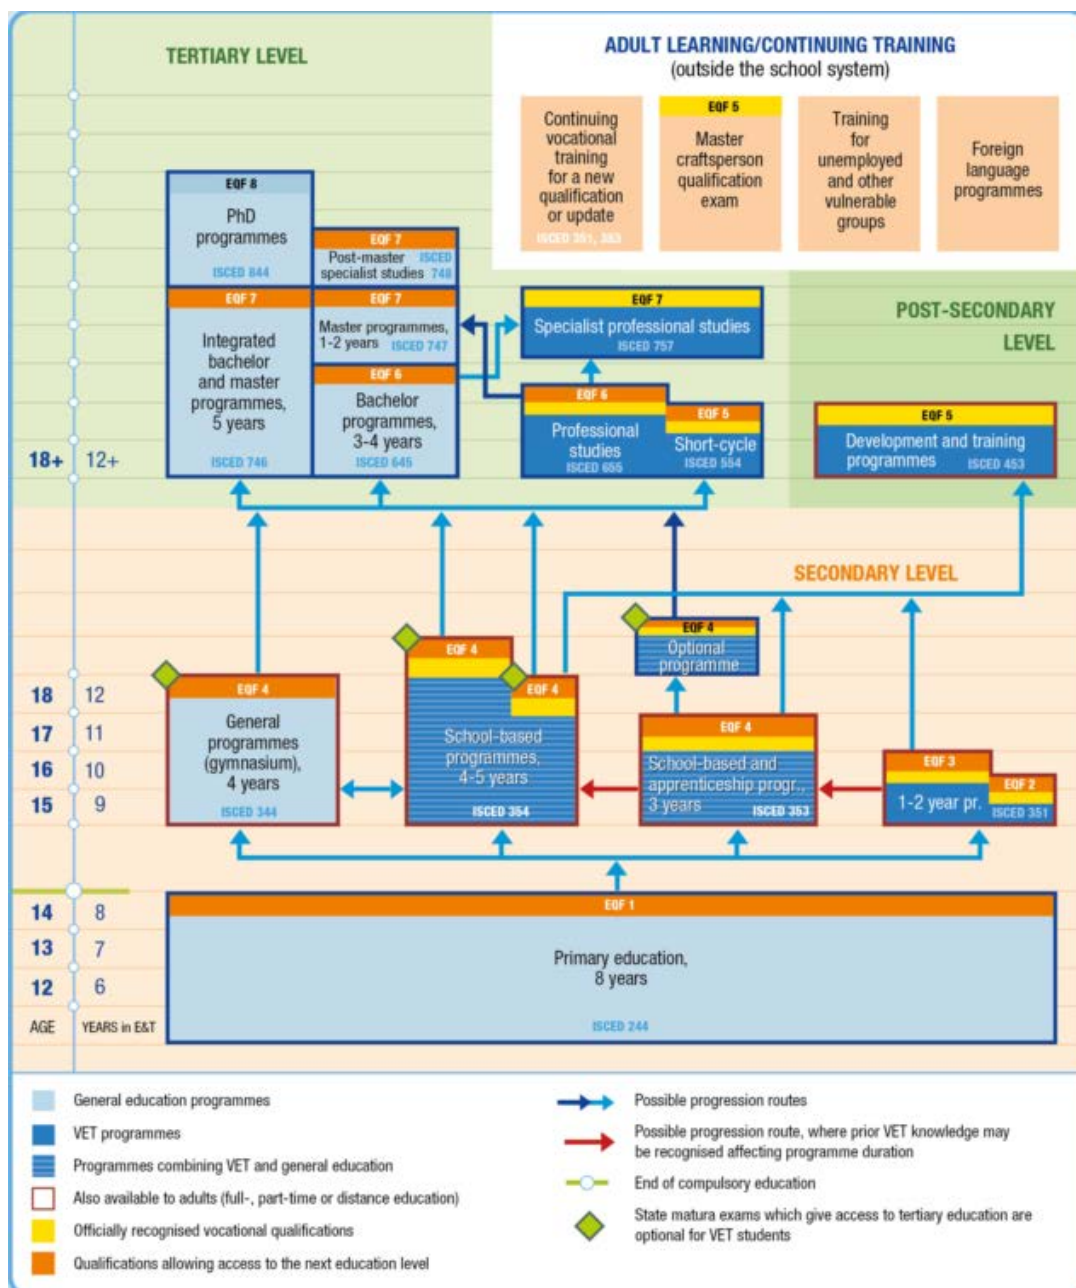 TERTIARY LEVEL
ADULT LEARNING/CONTINUING TRAINING
(outside the school system)
Continuing
vocational
training
for a new
qualification
or update
ISCED 351, 353
EQF 5
Master
craftsperson
qualification
exam
Training
for
unemployed
and other
vulnerable
groups
Foreign
language
programmes
EQF 8
PhD
programmes
ISCED 844
EQF 7
Post-master ISCED
specialist studies 748
EQF 7
Integrated
bachelor
and master
programmes,
5 years
ISCED 746
EQF 7
Master programmes,
1-2 years ISCED 747
EQF 6
Bachelor
programmes,
3-4 years
ISCED 645
EQF 7
Specialist professional studies
ISCED 757
EQF 6
Professional
studies
ISCED 655
EQF 5
Short-cycle
ISCED 554
POST-SECONDARY
LEVEL
EQF 5
Development and training
programmes ISCED 453
18+ 12+
SECONDARY LEVEL
EQF 4
General
programmes
(gymnasium),
4 years
ISCED 344
EQF 4
EQF 4
School-based
programmes,
4-5 years
ISCED 354
EQF 4
Optional
programme
EQF 4
School-based and
apprenticeship progr.,
3 years ISCED 353
EQF 3
1-2 year pr.
EQF 2
ISCED 351
18 12
17 11
16 10
15 9
14 8
13 7
12 6
AGE YEARS in E&T
EQF 1
Primary education,
8 years
ISCED 244
General education programmes
VET programmes
Programmes combining VET and general education
Also available to adults (full-, part-time or distance education)
Officially recognised vocational qualifications
Qualifications allowing access to the next education level
Possible progression routes
Possible progression route, where prior VET knowledge may
be recognised affecting programme duration
End of compulsory education
State matura exams which give access to tertiary education are
optional for VET students